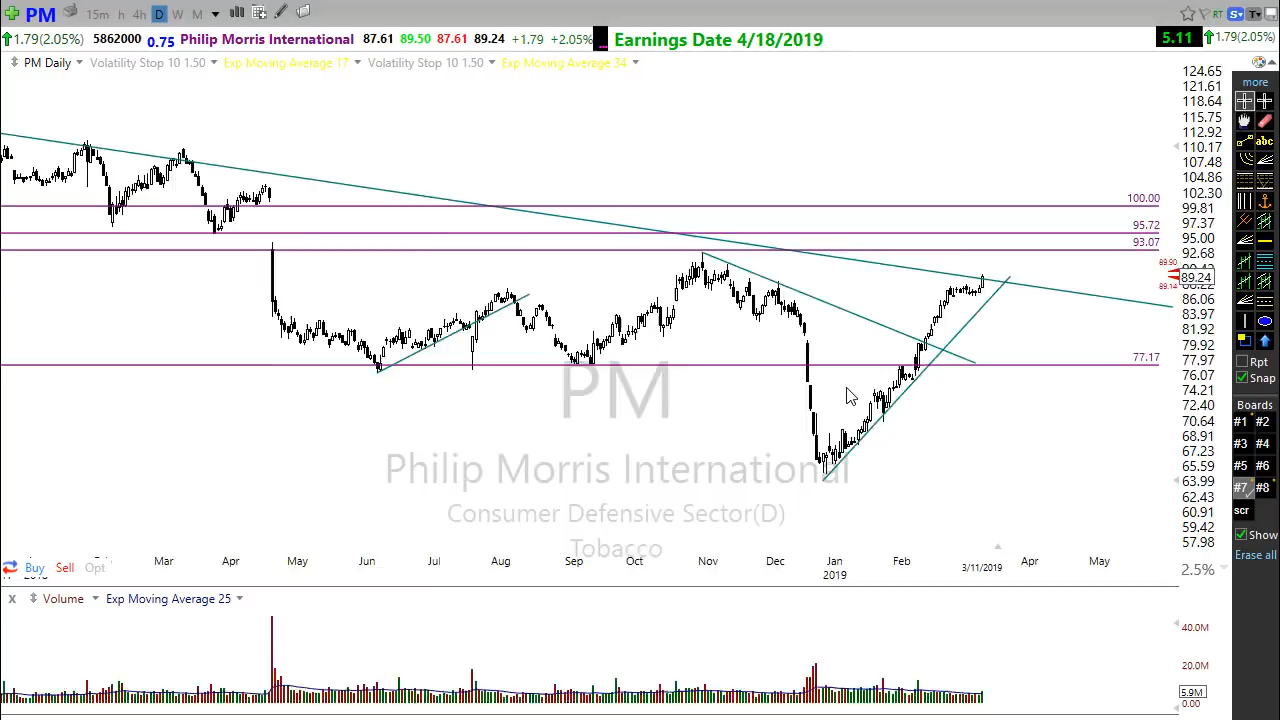 PM 15m h 4h D W M RT S T
1.79(2.05%) 5862000 0.75 Philip Morris International 87.61 89.50 87.61 89.24 +1.79 +2.05% Earnings Date 4/18/2019 5.11 1.79(2.05%)
PM Daily Volatility Stop 10 1.50 Exp Moving Average 17 Volatility Stop 10 1.50 Exp Moving Average 34
124.65
121.61
118.64
115.75
112.92
110.17
107.48
104.86
102.30
99.81
97.37
95.00
92.68
89.90
89.24
89.14
86.06
83.97
81.92
79.92
77.97
76.07
74.21
72.40
70.64
68.91
67.23
65.59
63.99
62.43
60.91
59.42
57.98
2.5%
100.00
95.72
93.07
77.17
PM
Philip Morris International
Consumer Defensive Sector(D)
Tobacco
Mar Apr May Jun Jul Aug Sep Oct Nov Dec Jan Feb 3/11/2019 Apr May
2019
Buy Sell Opt
X Volume Exp Moving Average 25
40.0M
20.0M
5.9M
0.00
more
abc
Rpt
Snap
Boards
#1 #2
#3 #4
#5 #6
#7 #8
scr
Show
Erase all